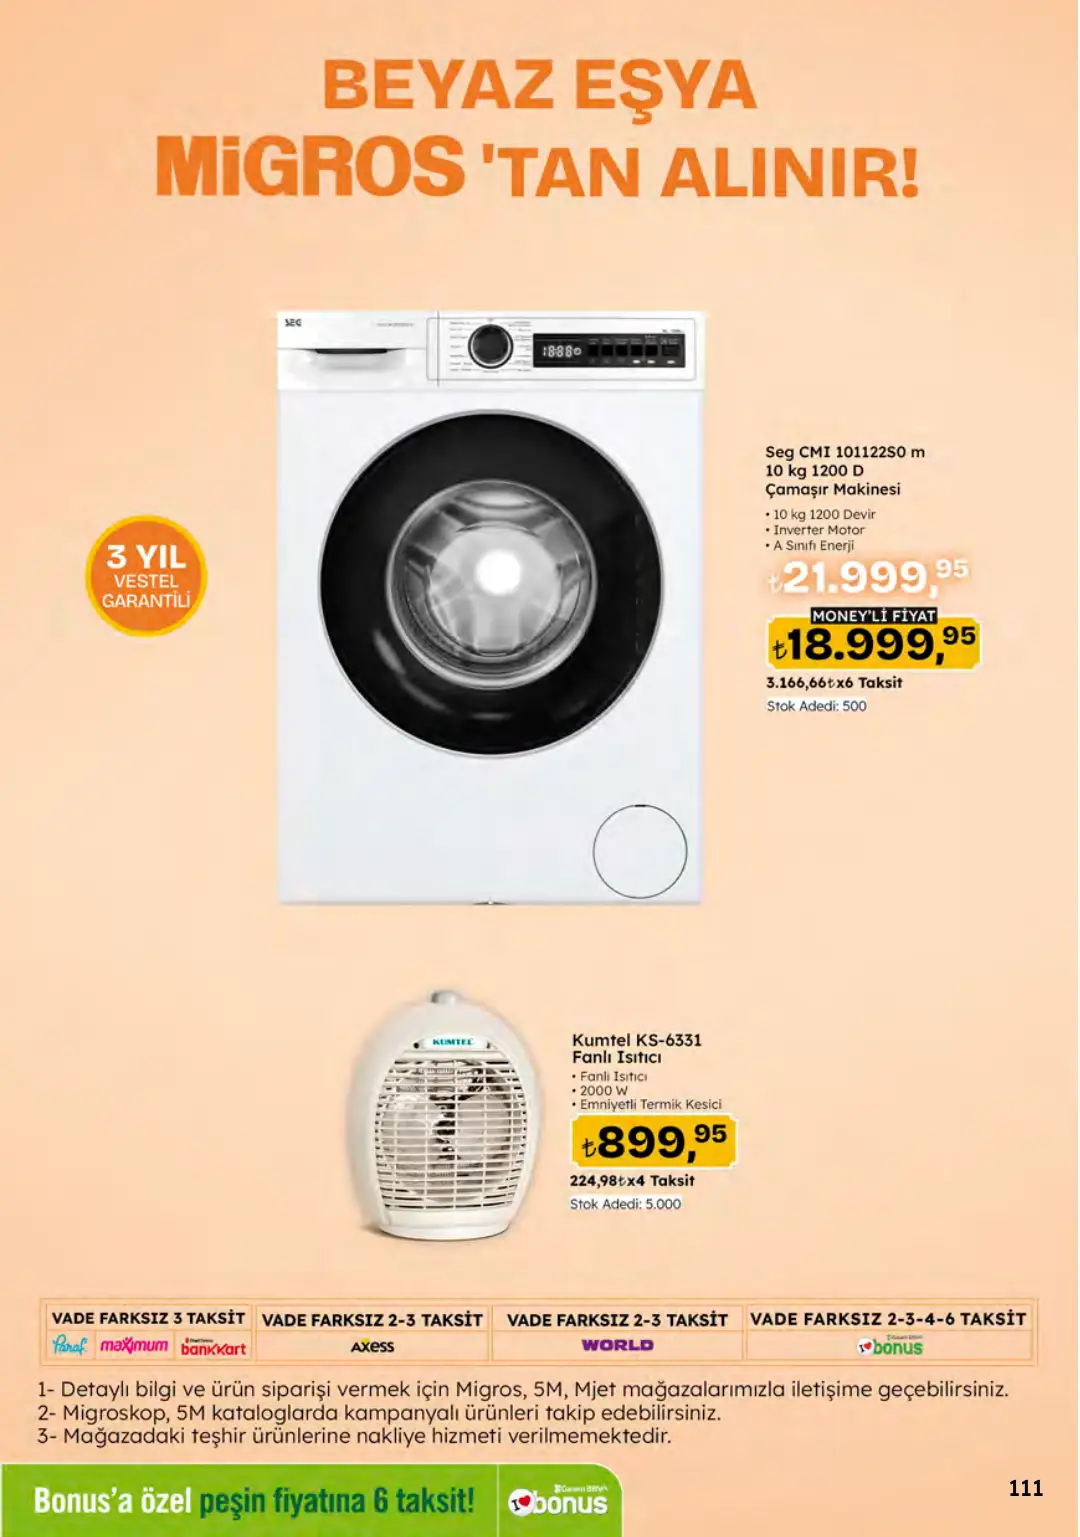 BEYAZ EŞYA
MiGROS 'TAN ALINIR!
SEG
3 YIL
VESTEL
GARANTİLİ
Seg CMI 101122S0 m
10 kg 1200 D
Çamaşır Makinesi
• 10 kg 1200 Devir
• Inverter Motor
• A Sınıfı Enerji
₺21.999,95
MONEY'Lİ FİYAT
₺18.999,95
3.166,66₺x6 Taksit
Stok Adedi: 500
KUMTEL
Kumtel KS-6331
Fanlı Isıtıcı
• Fanlı Isıtıcı
• 2000 W
• Emniyetli Termik Kesici
₺899,95
224,98₺x4 Taksit
Stok Adedi: 5.000
VADE FARKSIZ 3 TAKSİT
Paraf maximum bankkart
VADE FARKSIZ 2-3 TAKSİT
AXESS
VADE FARKSIZ 2-3 TAKSİT
WORLD
VADE FARKSIZ 2-3-4-6 TAKSİT
bonus
1- Detaylı bilgi ve ürün siparişi vermek için Migros, 5M, Mjet mağazalarımızla iletişime geçebilirsiniz.
2- Migroskop, 5M kataloglarda kampanyalı ürünleri takip edebilirsiniz.
3- Mağazadaki teşhir ürünlerine nakliye hizmeti verilmemektedir.
Bonus'a özel peşin fiyatına 6 taksit!
Garanti BBVA
bonus
111